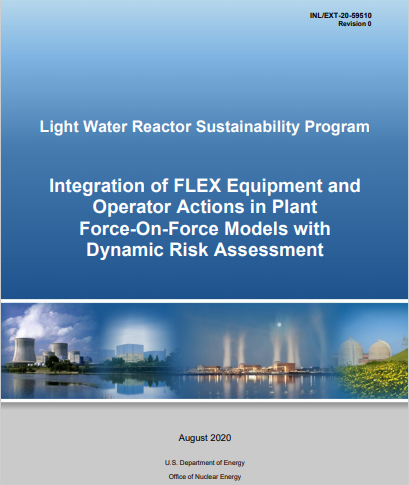 INL/EXT-20-59510
Revision 0
Light Water Reactor Sustainability Program
Integration of FLEX Equipment and
Operator Actions in Plant
Force-On-Force Models with
Dynamic Risk Assessment
August 2020
U.S. Department of Energy
Office of Nuclear Energy